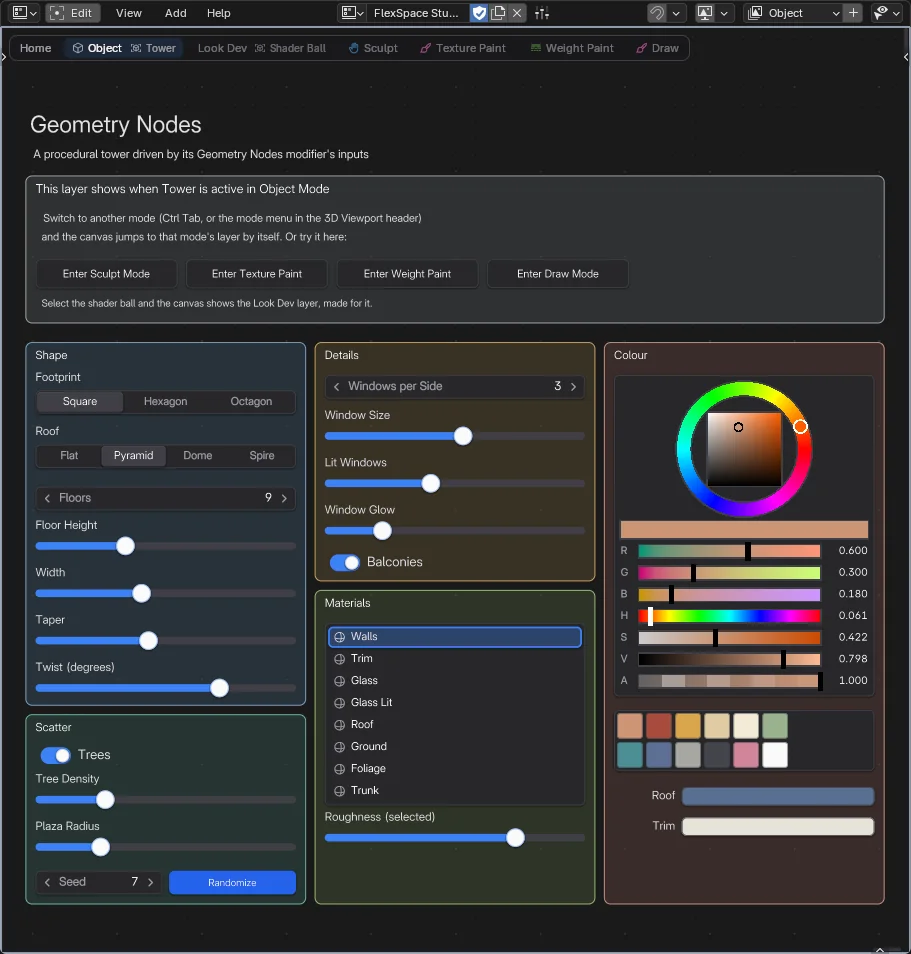 Edit View Add Help FlexSpace Stu... Object
Home Object Tower Look Dev Shader Ball Sculpt Texture Paint Weight Paint Draw
Geometry Nodes
A procedural tower driven by its Geometry Nodes modifier's inputs
This layer shows when Tower is active in Object Mode
Switch to another mode (Ctrl Tab, or the mode menu in the 3D Viewport header)
and the canvas jumps to that mode's layer by itself. Or try it here:
Enter Sculpt Mode Enter Texture Paint Enter Weight Paint Enter Draw Mode
Select the shader ball and the canvas shows the Look Dev layer, made for it.
Shape
Footprint
Square Hexagon Octagon
Roof
Flat Pyramid Dome Spire
Floors 9
Floor Height
Width
Taper
Twist (degrees)
Scatter
Trees
Tree Density
Plaza Radius
Seed 7 Randomize
Details
Windows per Side 3
Window Size
Lit Windows
Window Glow
Balconies
Materials
Walls
Trim
Glass
Glass Lit
Roof
Ground
Foliage
Trunk
Roughness (selected)
Colour
R 0.600
G 0.300
B 0.180
H 0.061
S 0.422
V 0.798
A 1.000
Roof
Trim